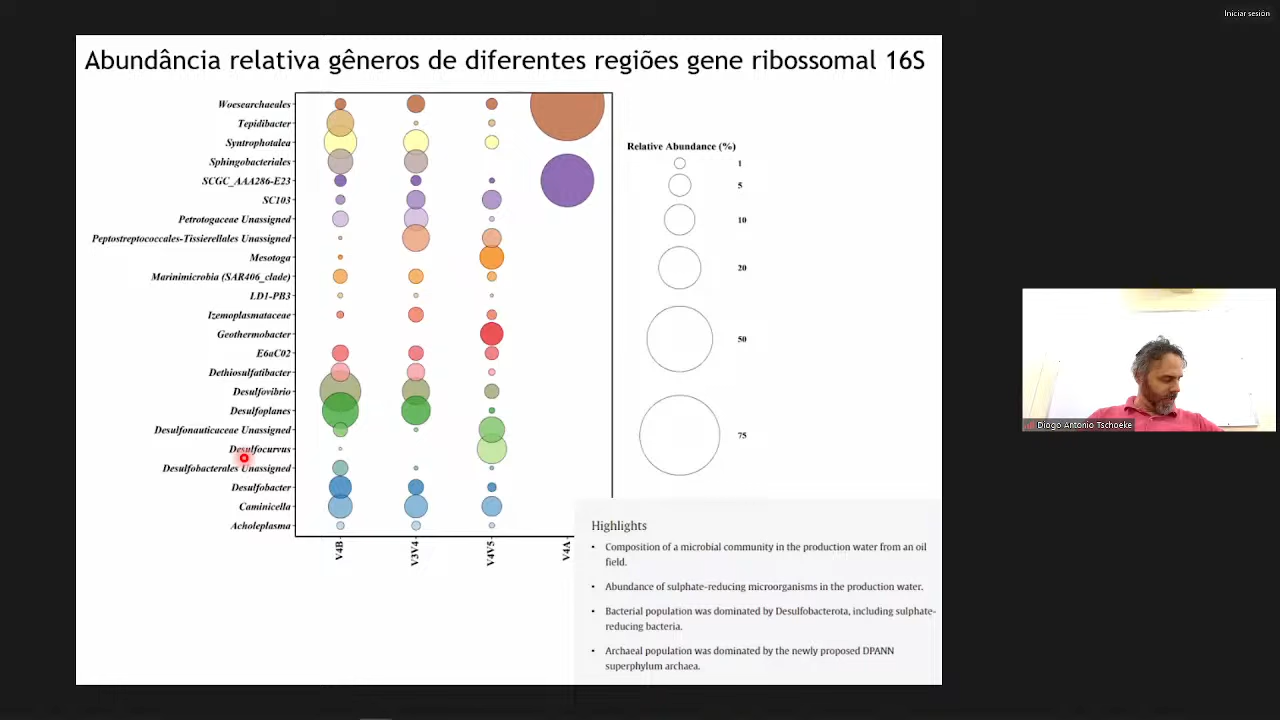 Iniciar sesión
Abundância relativa gêneros de diferentes regiões gene ribossomal 16S
Woesearchaeales
Tepidibacter
Syntrophotalea
Sphingobacteriales
SCGC_AAA286-E23
SC103
Petrotogaceae Unassigned
Peptostreptococcales-Tissierellales Unassigned
Mesotoga
Marinimicrobia (SAR406_clade)
LD1-PB3
Izemoplasmataceae
Geothermobacter
E6aC02
Dethiosulfatibacter
Desulfovibrio
Desulfoplanes
Desulfonauticaceae Unassigned
Desulfocurvus
Desulfobacterales Unassigned
Desulfobacter
Caminicella
Acholeplasma
V4B
V3V4
V4V5
V4A
Relative Abundance (%)
1
5
10
20
50
75
Highlights
• Composition of a microbial community in the production water from an oil
field.
• Abundance of sulphate-reducing microorganisms in the production water.
• Bacterial population was dominated by Desulfobacterota, including sulphate-
reducing bacteria.
• Archaeal population was dominated by the newly proposed DPANN
superphylum archaea.
Diogo Antonio Tschoeke